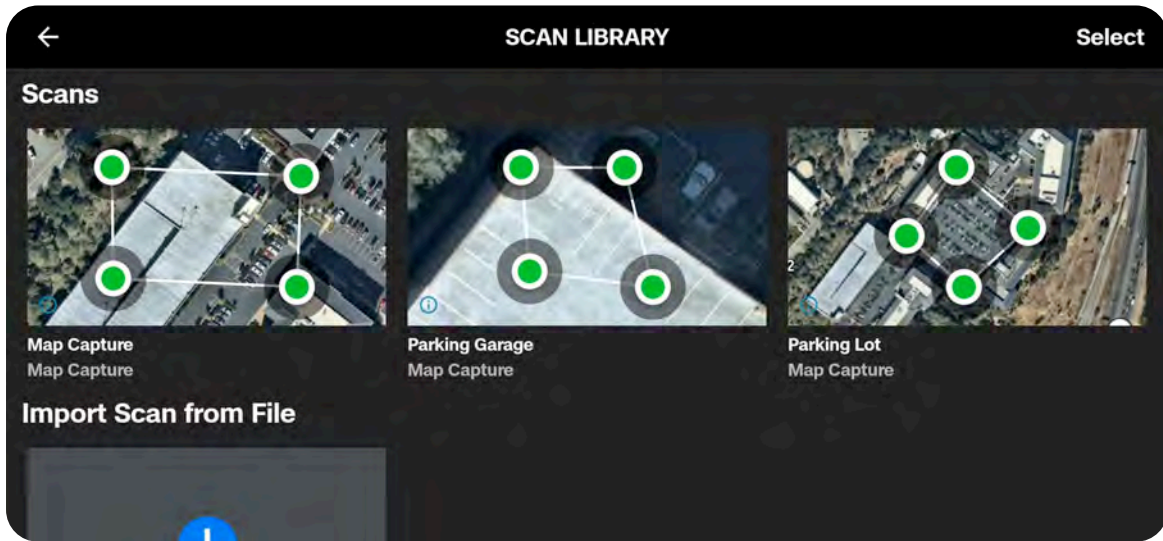 SCAN LIBRARY
Select
Scans
2
Map Capture
Map Capture
Parking Garage
Map Capture
Parking Lot
Map Capture
Import Scan from File